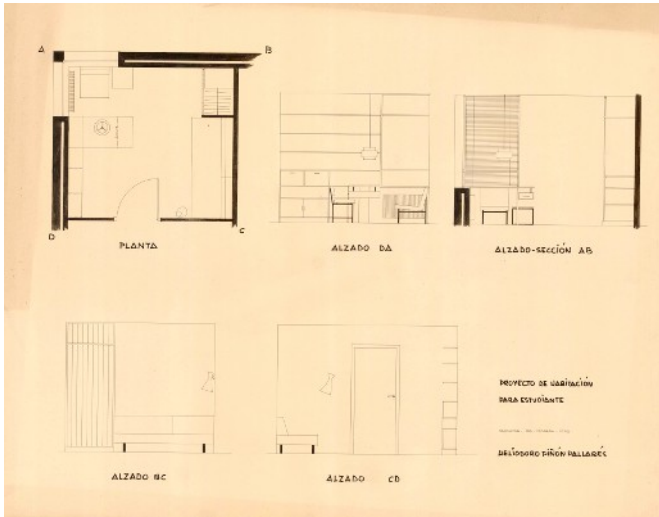 A
B
D
C
PLANTA
ALZADO DA
ALZADO-SECCIÓN AB
ALZADO BC
ALZADO CD
PROYECTO DE HABITACIÓN
PARA ESTUDIANTE
HELIODORO PIÑÓN PALLARÉS